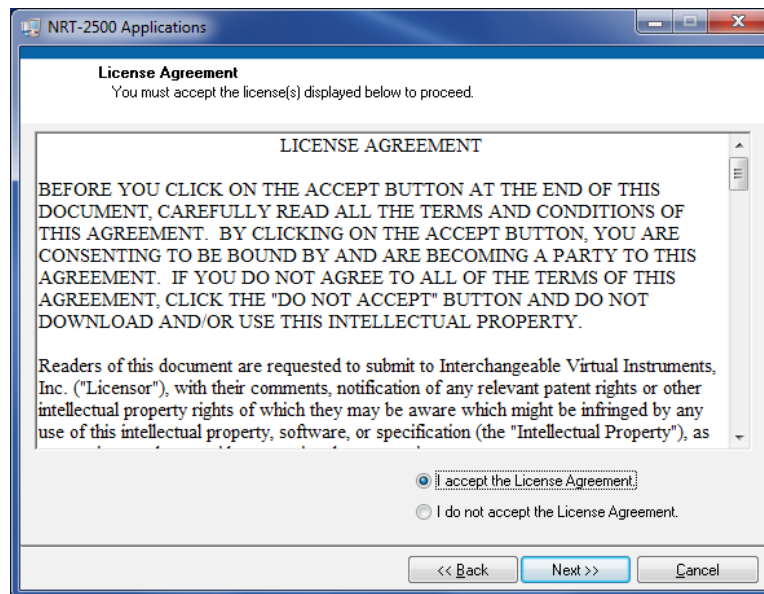 NRT-2500 Applications
License Agreement
You must accept the license(s) displayed below to proceed.
LICENSE AGREEMENT
BEFORE YOU CLICK ON THE ACCEPT BUTTON AT THE END OF THIS
DOCUMENT, CAREFULLY READ ALL THE TERMS AND CONDITIONS OF
THIS AGREEMENT.  BY CLICKING ON THE ACCEPT BUTTON, YOU ARE
CONSENTING TO BE BOUND BY AND ARE BECOMING A PARTY TO THIS
AGREEMENT.  IF YOU DO NOT AGREE TO ALL OF THE TERMS OF THIS
AGREEMENT, CLICK THE "DO NOT ACCEPT" BUTTON AND DO NOT
DOWNLOAD AND/OR USE THIS INTELLECTUAL PROPERTY.
Readers of this document are requested to submit to Interchangeable Virtual Instruments,
Inc. ("Licensor"), with their comments, notification of any relevant patent rights or other
intellectual property rights of which they may be aware which might be infringed by any
use of this intellectual property, software, or specification (the "Intellectual Property"), as
I accept the License Agreement.
I do not accept the License Agreement.
<< Back
Next >>
Cancel